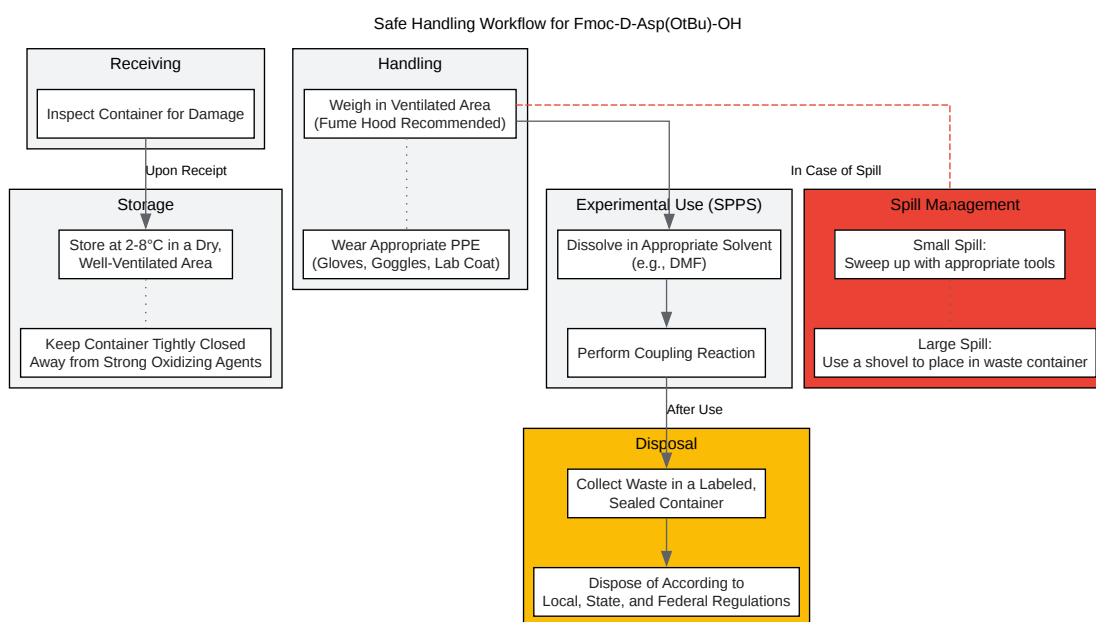 Safe Handling Workflow for Fmoc-D-Asp(OtBu)-OH
Receiving
Inspect Container for Damage
Upon Receipt
Storage
Store at 2-8°C in a Dry,
Well-Ventilated Area
Keep Container Tightly Closed
Away from Strong Oxidizing Agents
Handling
Weigh in Ventilated Area
(Fume Hood Recommended)
Wear Appropriate PPE
(Gloves, Goggles, Lab Coat)
Experimental Use (SPPS)
Dissolve in Appropriate Solvent
(e.g., DMF)
Perform Coupling Reaction
In Case of Spill
Spill Management
Small Spill:
Sweep up with appropriate tools
Large Spill:
Use a shovel to place in waste container
After Use
Disposal
Collect Waste in a Labeled,
Sealed Container
Dispose of According to
Local, State, and Federal Regulations